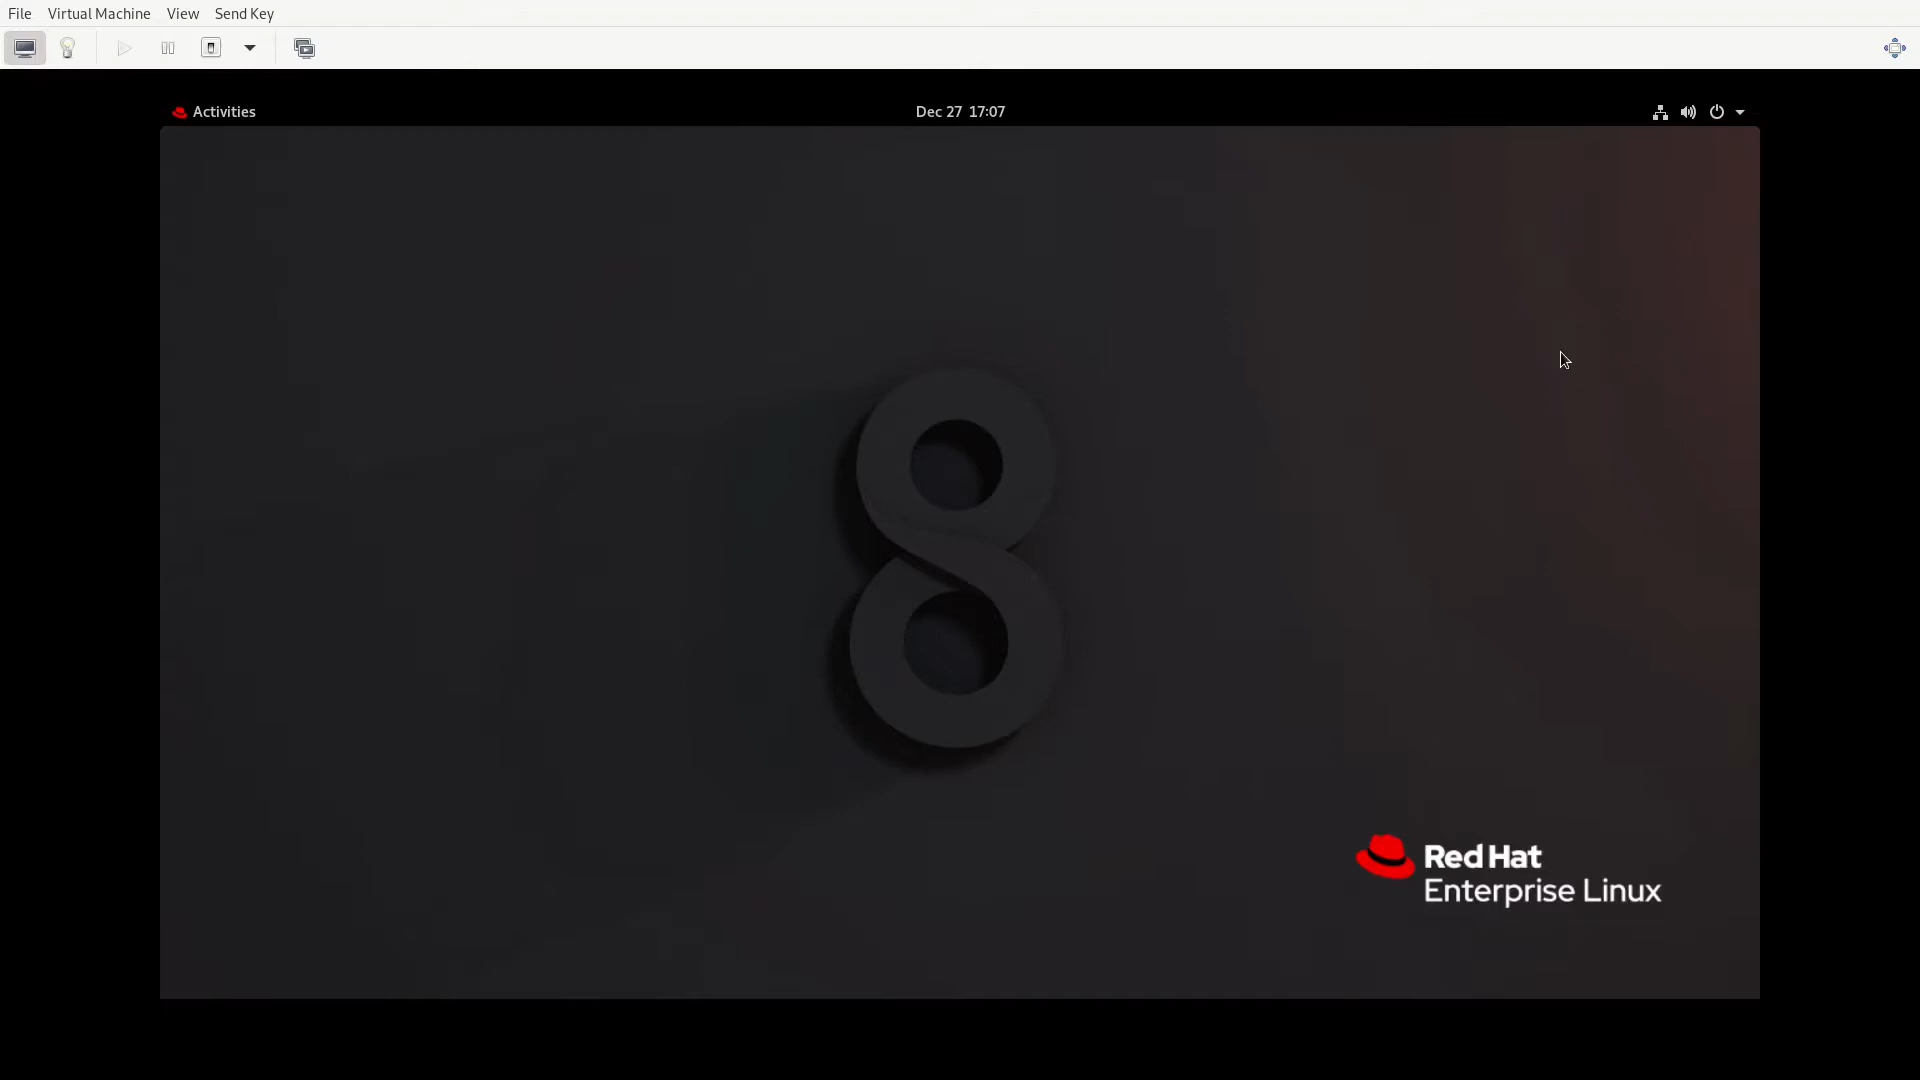 File Virtual Machine View Send Key
Activities Dec 27 17:07
8
Red Hat
Enterprise Linux